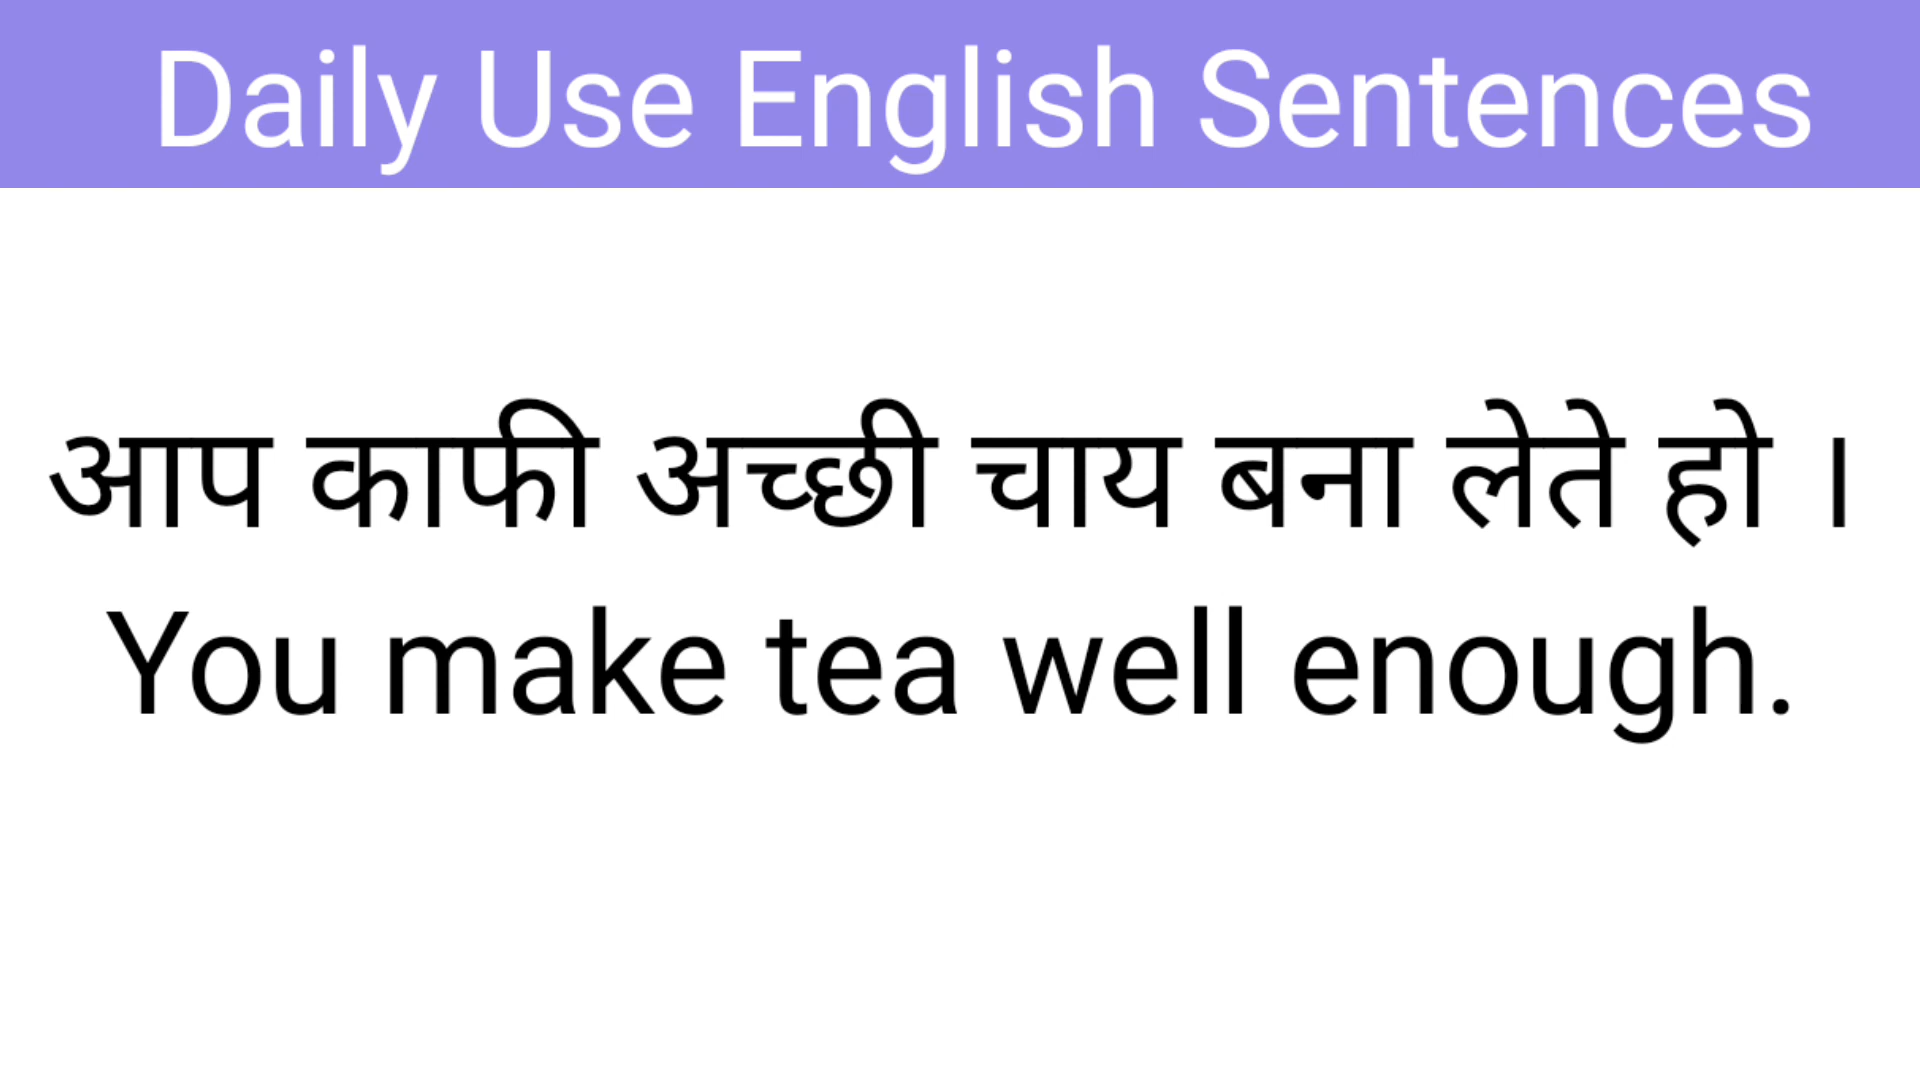 Daily Use English Sentences
आप काफी अच्छी चाय बना लेते हो ।
You make tea well enough.